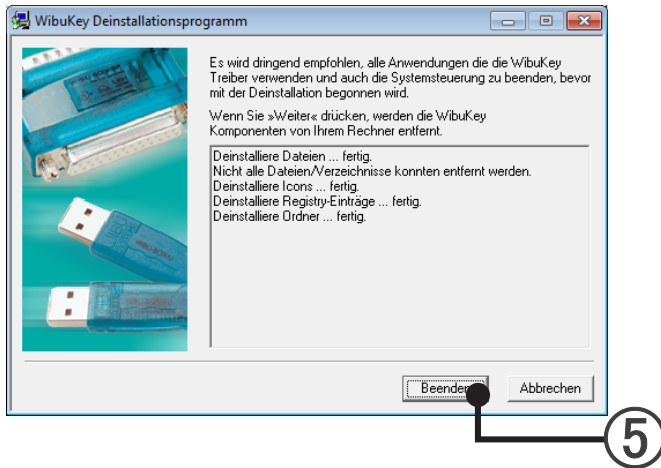 WibuKey Deinstallationsprogramm
Es wird dringend empfohlen, alle Anwendungen die die WibuKey
Treiber verwenden und auch die Systemsteuerung zu beenden, bevor
mit der Deinstallation begonnen wird.
Wenn Sie »Weiter« drücken, werden die WibuKey
Komponenten von Ihrem Rechner entfernt.
Deinstalliere Dateien ... fertig.
Nicht alle Dateien/Verzeichnisse konnten entfernt werden.
Deinstalliere Icons ... fertig.
Deinstalliere Registry-Einträge ... fertig.
Deinstalliere Ordner ... fertig.
Beenden
Abbrechen
5